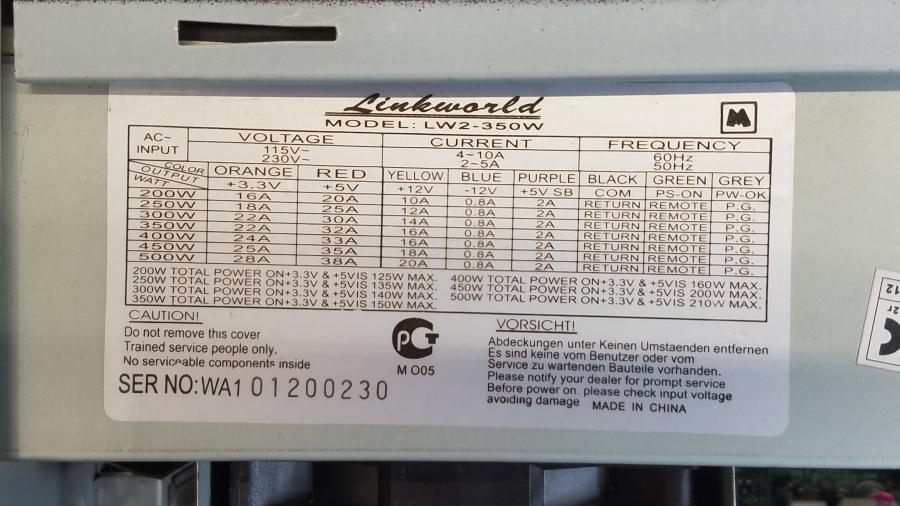 Linkworld
MODEL: LW2-350W
M
AC~ INPUT VOLTAGE CURRENT FREQUENCY
115V~ 4~10A 60Hz
230V~ 2~5A 50Hz
COLOR OUTPUT WATT ORANGE RED YELLOW BLUE PURPLE BLACK GREEN GREY
+3.3V +5V +12V -12V +5V SB COM PS-ON PW-OK
200W 16A 20A 10A 0.8A 2A RETURN REMOTE P.G.
250W 18A 25A 12A 0.8A 2A RETURN REMOTE P.G.
300W 22A 30A 14A 0.8A 2A RETURN REMOTE P.G.
350W 22A 32A 16A 0.8A 2A RETURN REMOTE P.G.
400W 24A 33A 16A 0.8A 2A RETURN REMOTE P.G.
450W 25A 35A 18A 0.8A 2A RETURN REMOTE P.G.
500W 28A 38A 20A 0.8A 2A RETURN REMOTE P.G.
200W TOTAL POWER ON+3.3V & +5VIS 125W MAX.
250W TOTAL POWER ON+3.3V & +5VIS 135W MAX.
300W TOTAL POWER ON+3.3V & +5VIS 140W MAX.
350W TOTAL POWER ON+3.3V & +5VIS 150W MAX.
400W TOTAL POWER ON+3.3V & +5VIS 160W MAX.
450W TOTAL POWER ON+3.3V & +5VIS 200W MAX.
500W TOTAL POWER ON+3.3V & +5VIS 210W MAX.
CAUTION!
Do not remove this cover
Trained service people only.
No serviceable components inside
SER NO:WA101200230
PCT
M O05
VORSICHT!
Abdeckungen unter Keinen Umstaenden entfernen
Es sind keine vom Benutzer oder vom
Service zu wartenden Bauteile vorhanden.
Please notify your dealer for prompt service
Before power on, please check input voltage
avoiding damage MADE IN CHINA